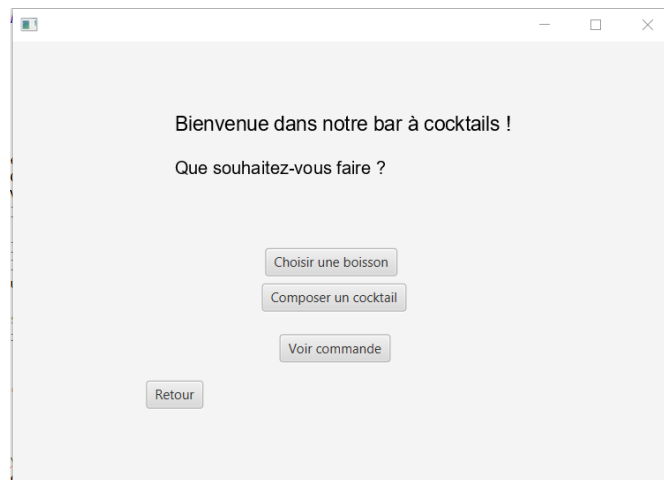 Bienvenue dans notre bar à cocktails !
Que souhaitez-vous faire ?
Choisir une boisson
Composer un cocktail
Voir commande
Retour